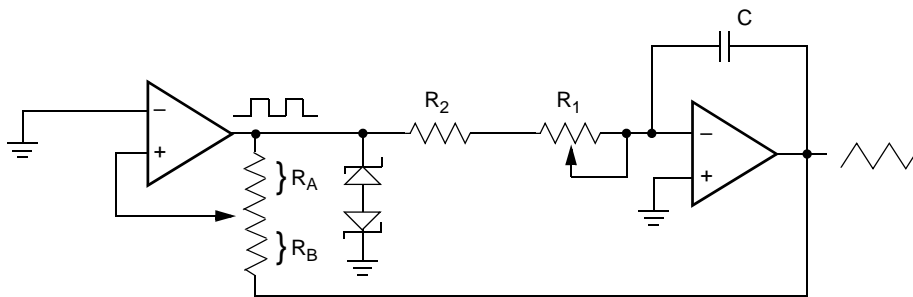 C
R2
R1
–
+
–
+
} RA
} RB